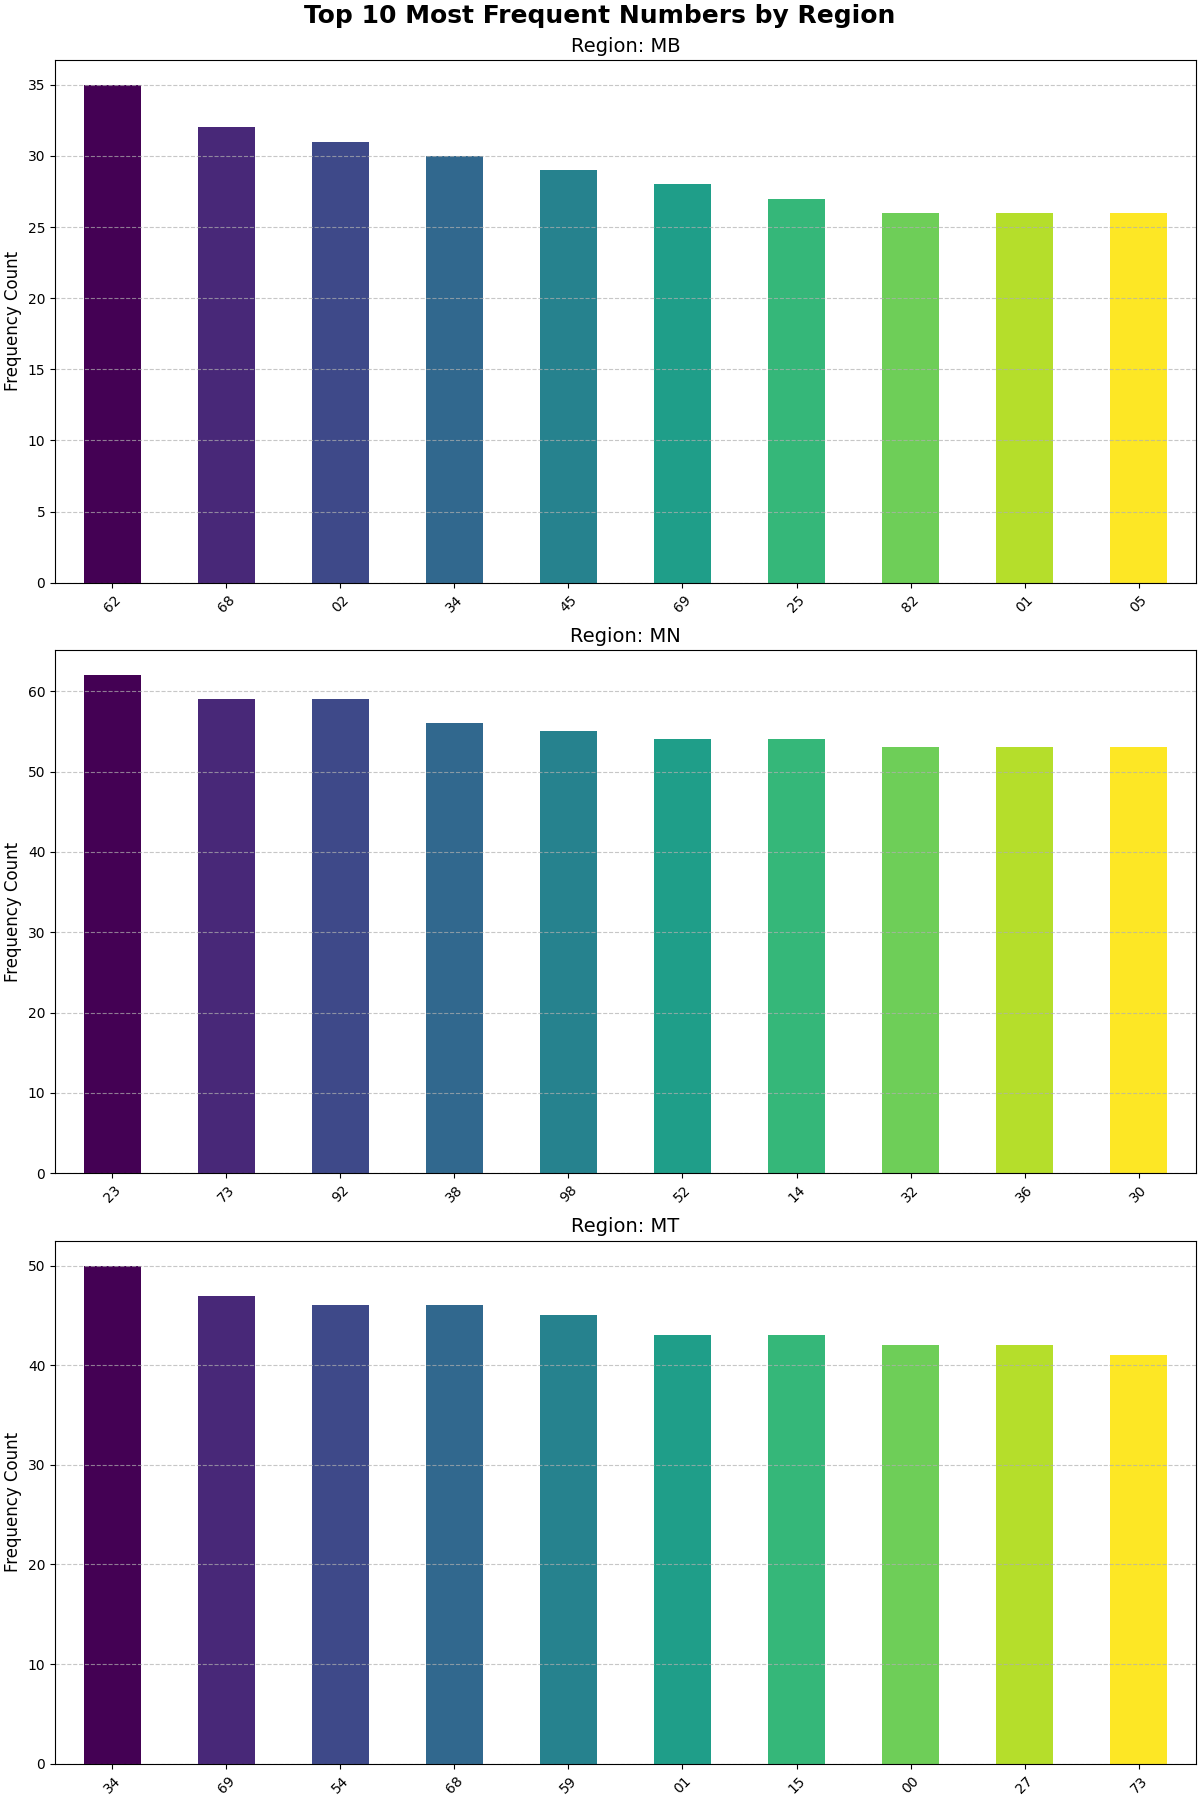 Top 10 Most Frequent Numbers by Region
Region: MB
Frequency Count
35
30
25
20
15
10
5
0
62 68 02 34 45 69 25 82 01 05
Region: MN
Frequency Count
60
50
40
30
20
10
0
23 73 92 38 98 52 14 32 36 30
Region: MT
Frequency Count
50
40
30
20
10
0
34 69 54 68 59 01 15 00 27 73